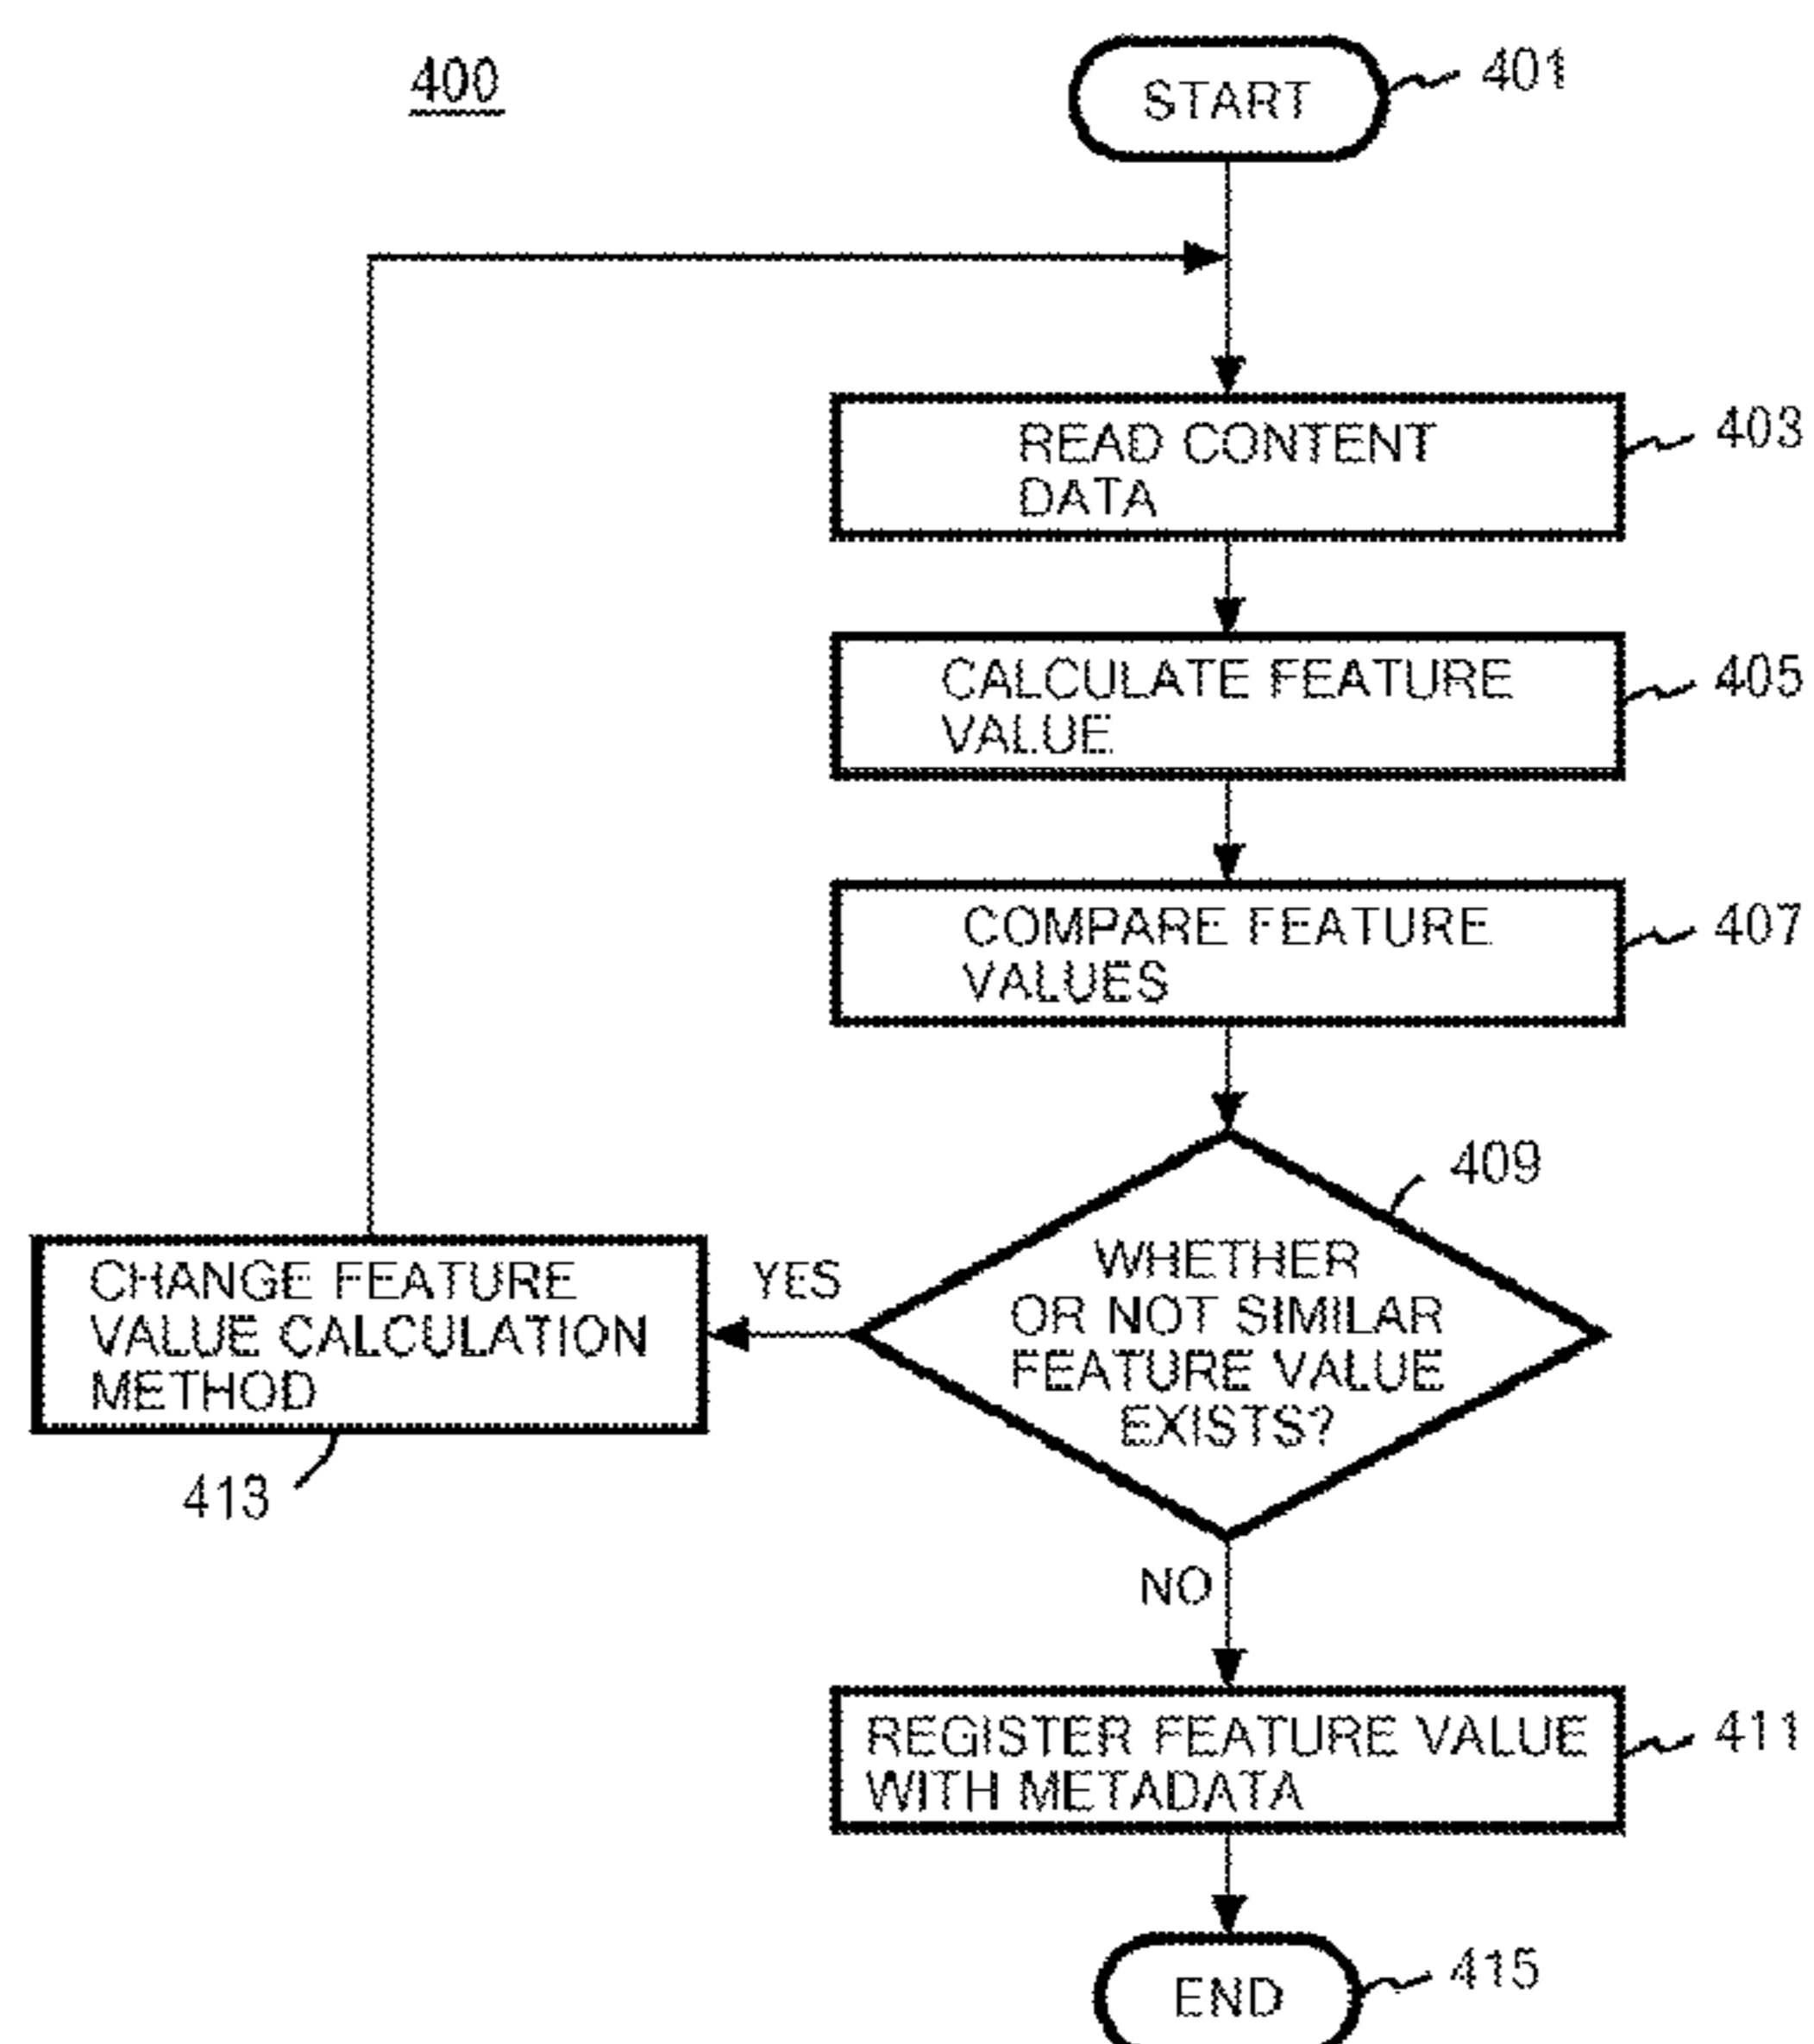 400
START
401
READ CONTENT
DATA
403
CALCULATE FEATURE
VALUE
405
COMPARE FEATURE
VALUES
407
409
WHETHER
OR NOT SIMILAR
FEATURE VALUE
EXISTS?
YES
CHANGE FEATURE
VALUE CALCULATION
METHOD
413
NO
REGISTER FEATURE VALUE
WITH METADATA
411
END
415